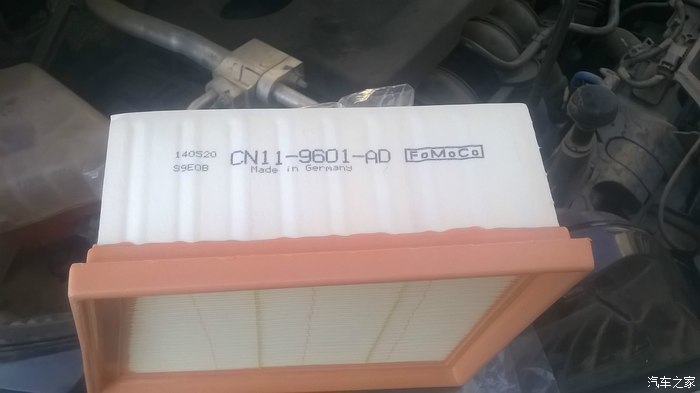 140520 CN11-9601-AD FoMoCo
S9E0B Made in Germany
汽车之家